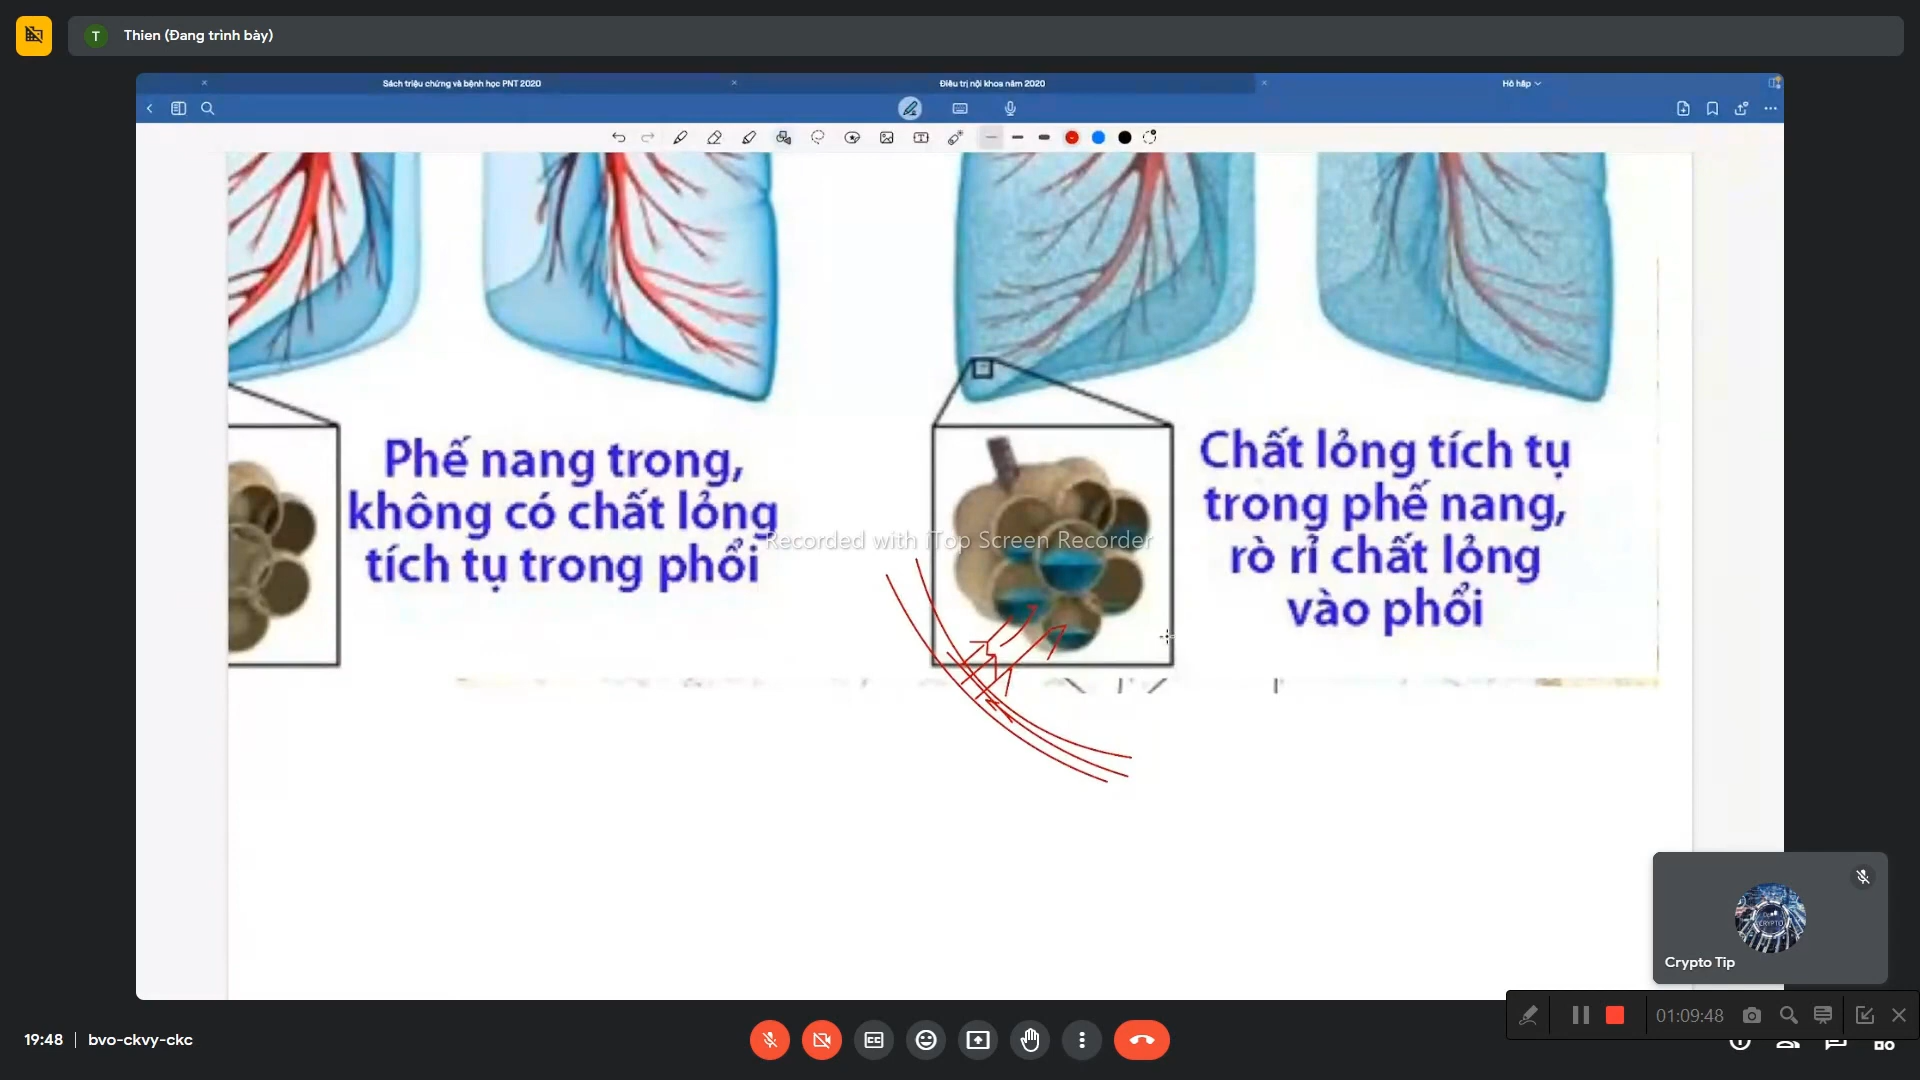 T Thien (Đang trình bày)
Sách triệu chứng và bệnh học PNT 2020
Điều trị nội khoa năm 2020
Hô hấp
Phế nang trong,
không có chất lỏng
tích tụ trong phổi
Chất lỏng tích tụ
trong phế nang,
rò rỉ chất lỏng
vào phổi
Recorded with iTop Screen Recorder
Crypto Tip
01:09:48
19:48 | bvo-ckvy-ckc